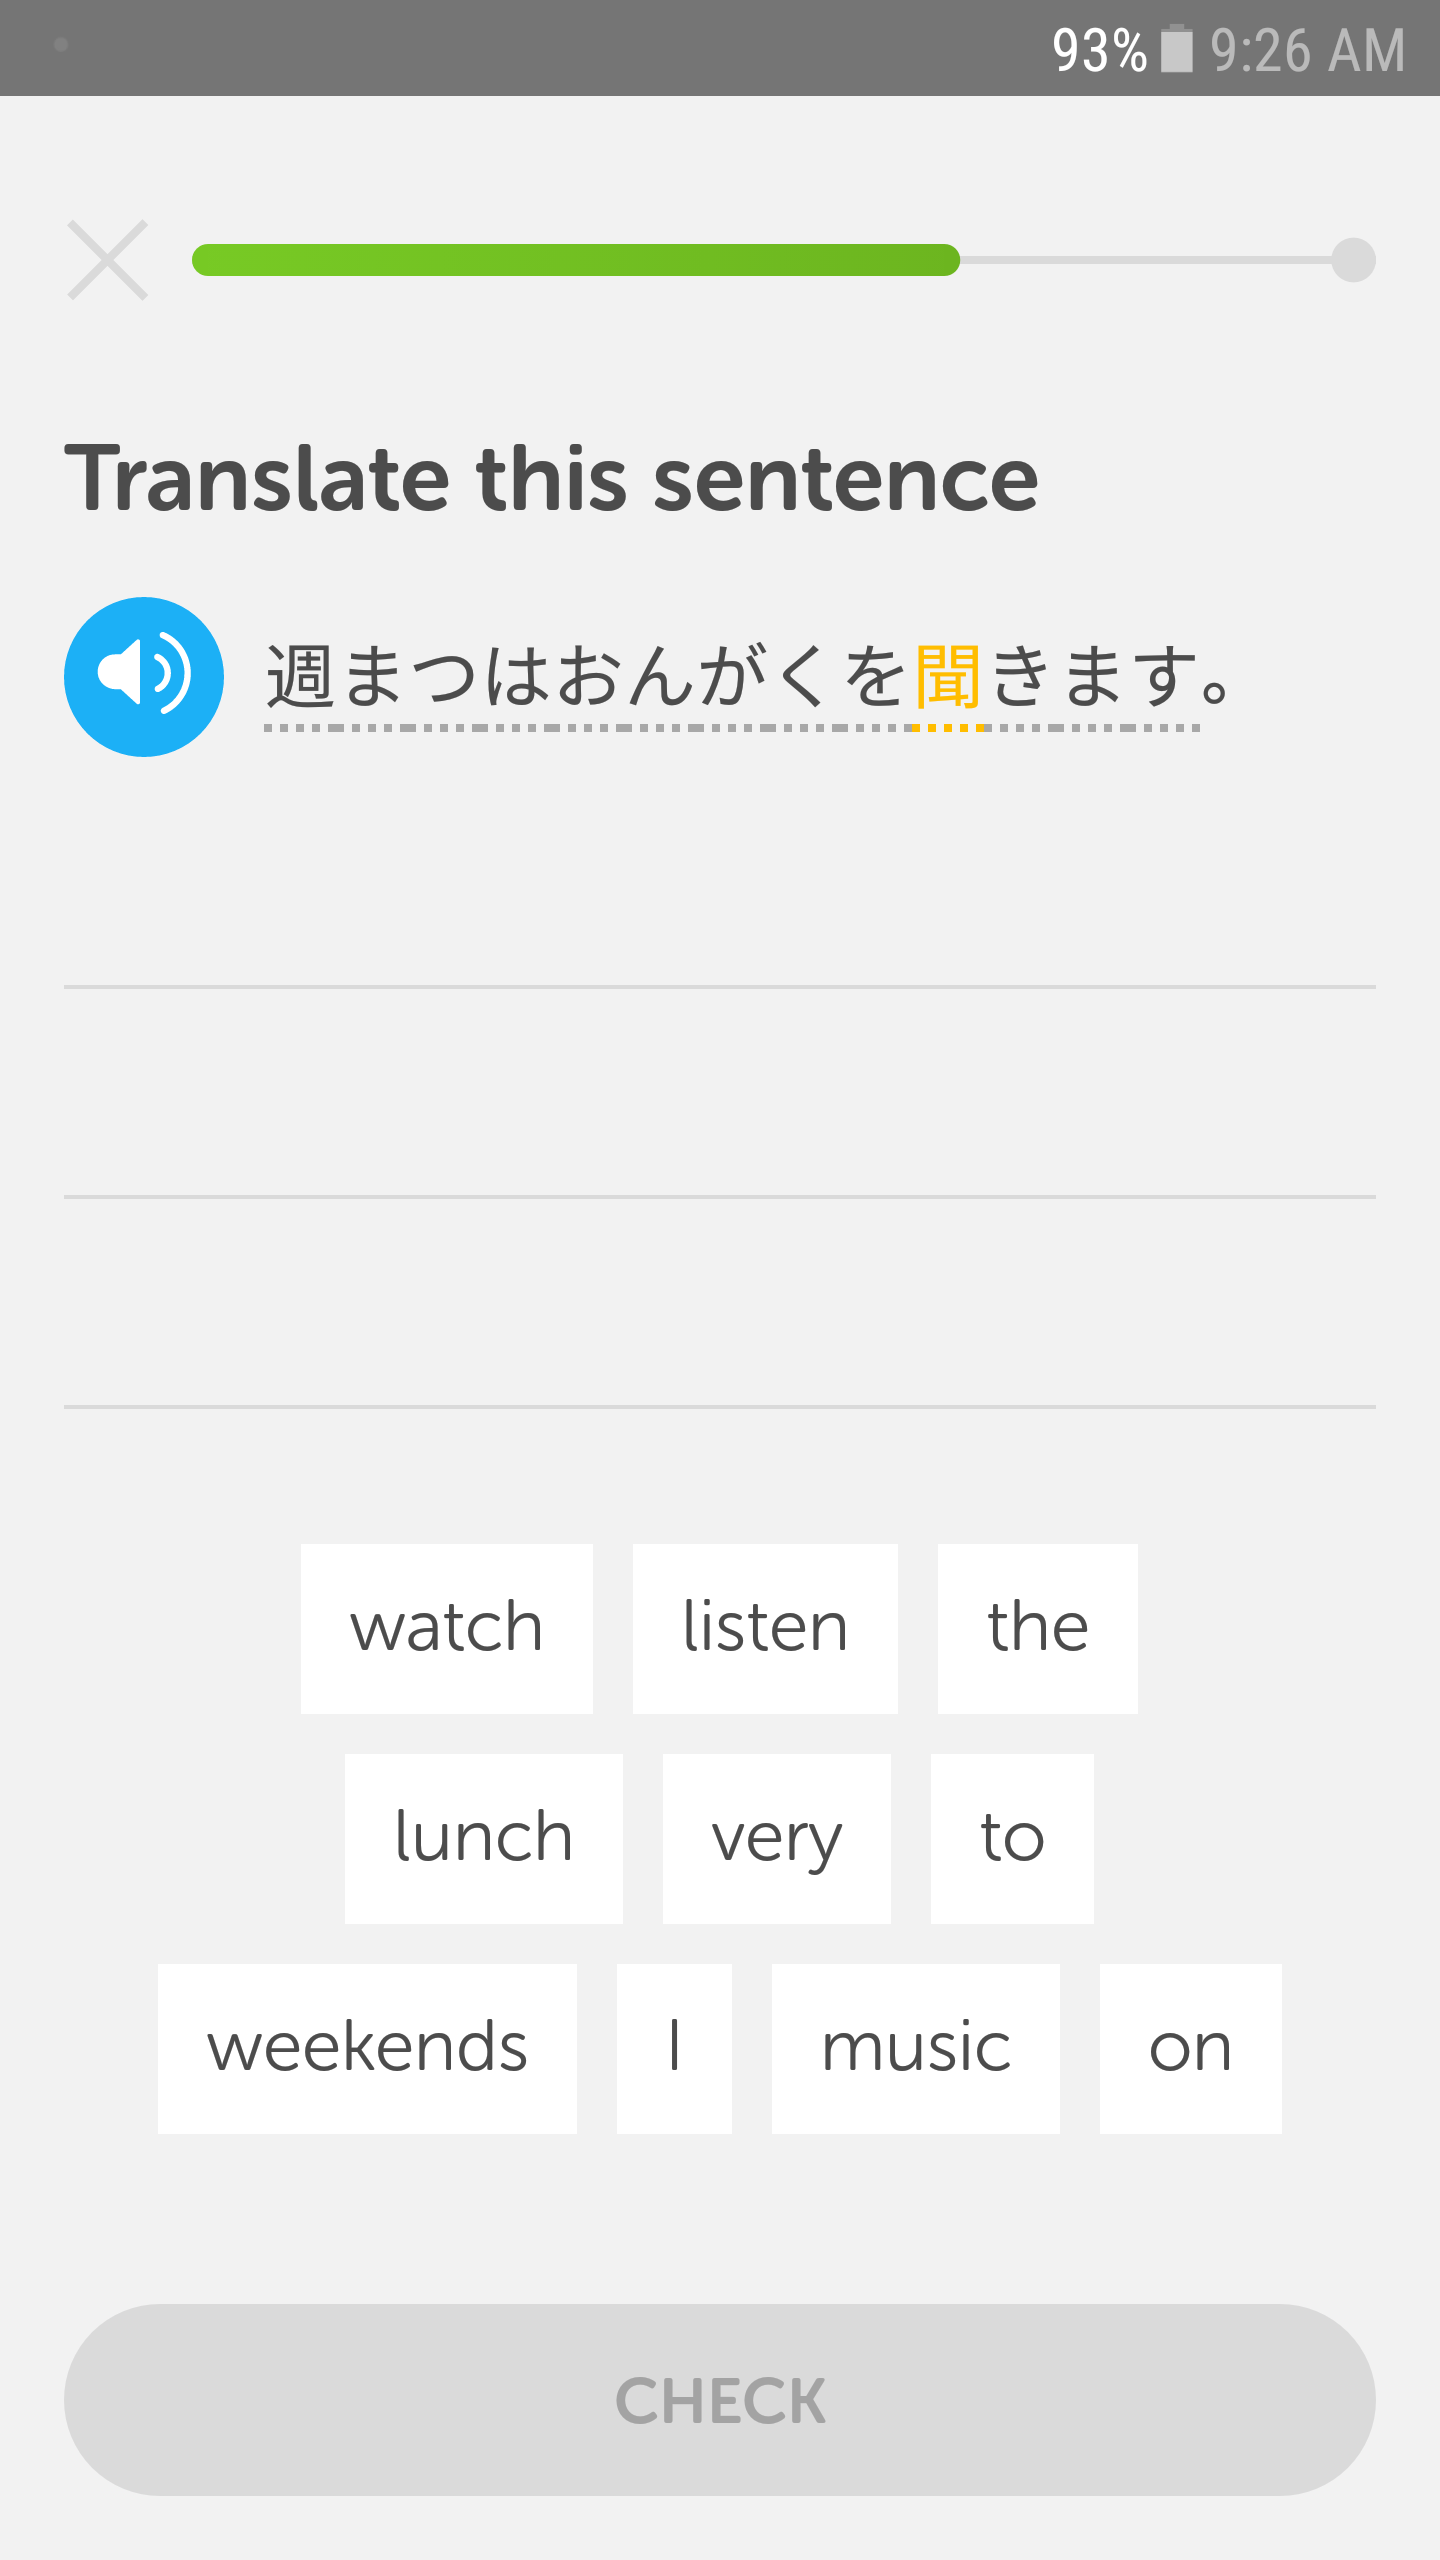 93% 9:26 AM
Translate this sentence
週まつはおんがくを聞きます。
watch listen the
lunch very to
weekends I music on
CHECK